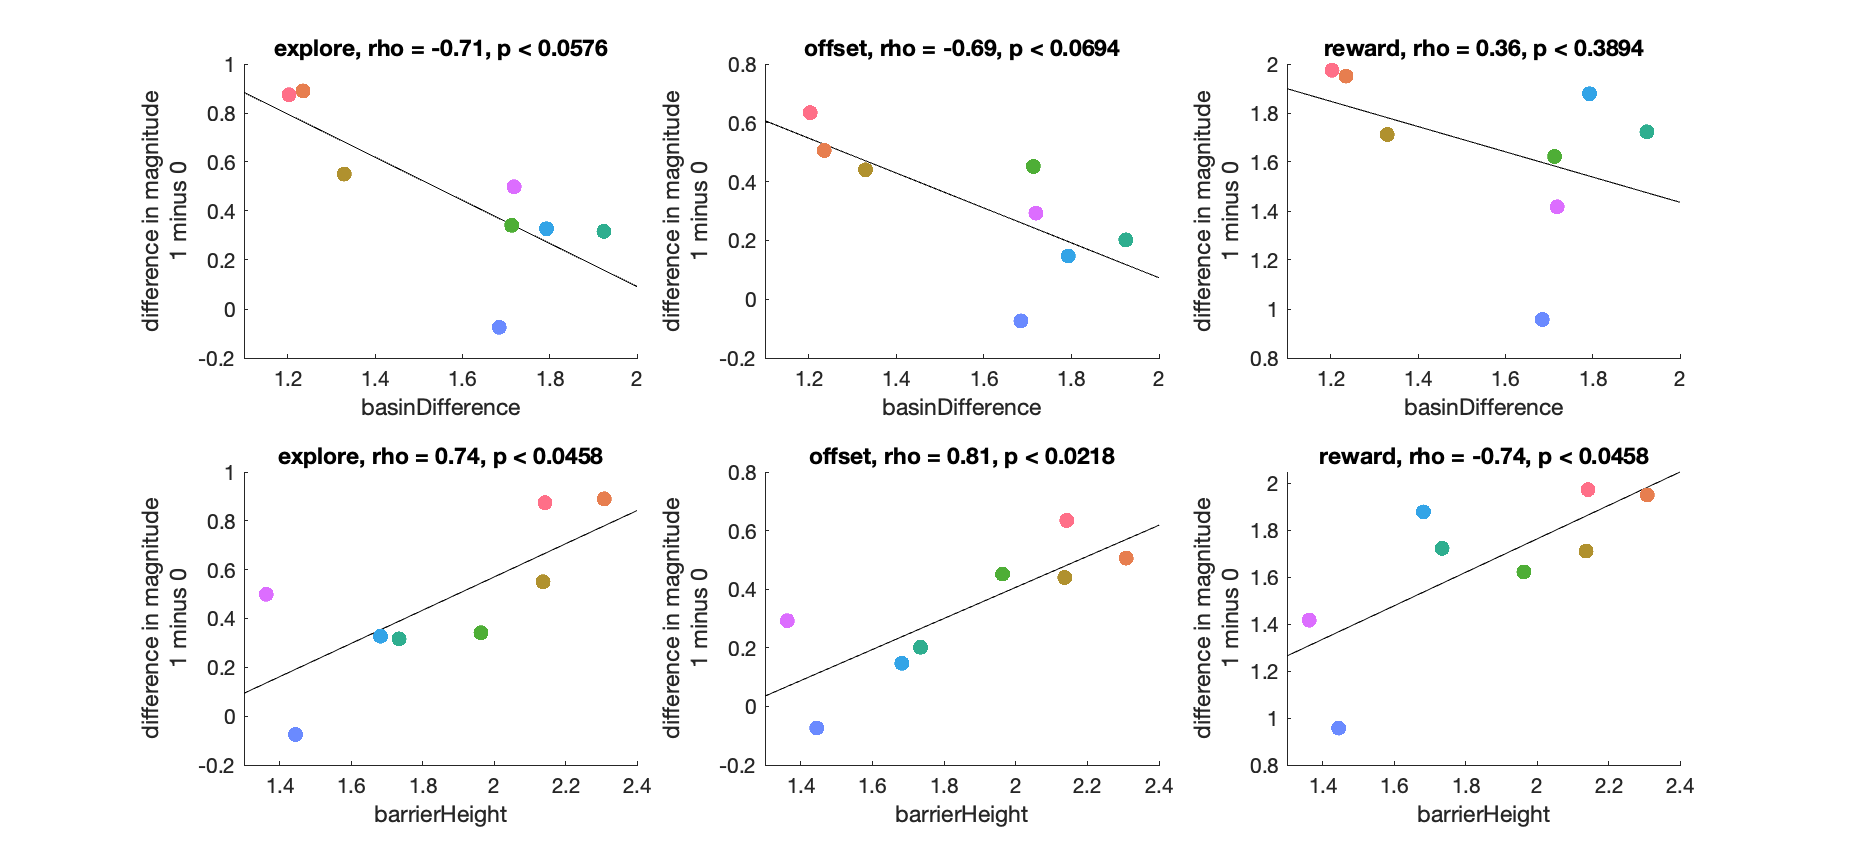 explore, rho = -0.71, p < 0.0576
1
0.8
0.6
0.4
0.2
0
-0.2
difference in magnitude
1 minus 0
1.2 1.4 1.6 1.8 2
basinDifference
offset, rho = -0.69, p < 0.0694
0.8
0.6
0.4
0.2
0
-0.2
difference in magnitude
1 minus 0
1.2 1.4 1.6 1.8 2
basinDifference
reward, rho = 0.36, p < 0.3894
2
1.8
1.6
1.4
1.2
1
0.8
difference in magnitude
1 minus 0
1.2 1.4 1.6 1.8 2
basinDifference
explore, rho = 0.74, p < 0.0458
1
0.8
0.6
0.4
0.2
0
-0.2
difference in magnitude
1 minus 0
1.4 1.6 1.8 2 2.2 2.4
barrierHeight
offset, rho = 0.81, p < 0.0218
0.8
0.6
0.4
0.2
0
-0.2
difference in magnitude
1 minus 0
1.4 1.6 1.8 2 2.2 2.4
barrierHeight
reward, rho = -0.74, p < 0.0458
2
1.8
1.6
1.4
1.2
1
0.8
difference in magnitude
1 minus 0
1.4 1.6 1.8 2 2.2 2.4
barrierHeight